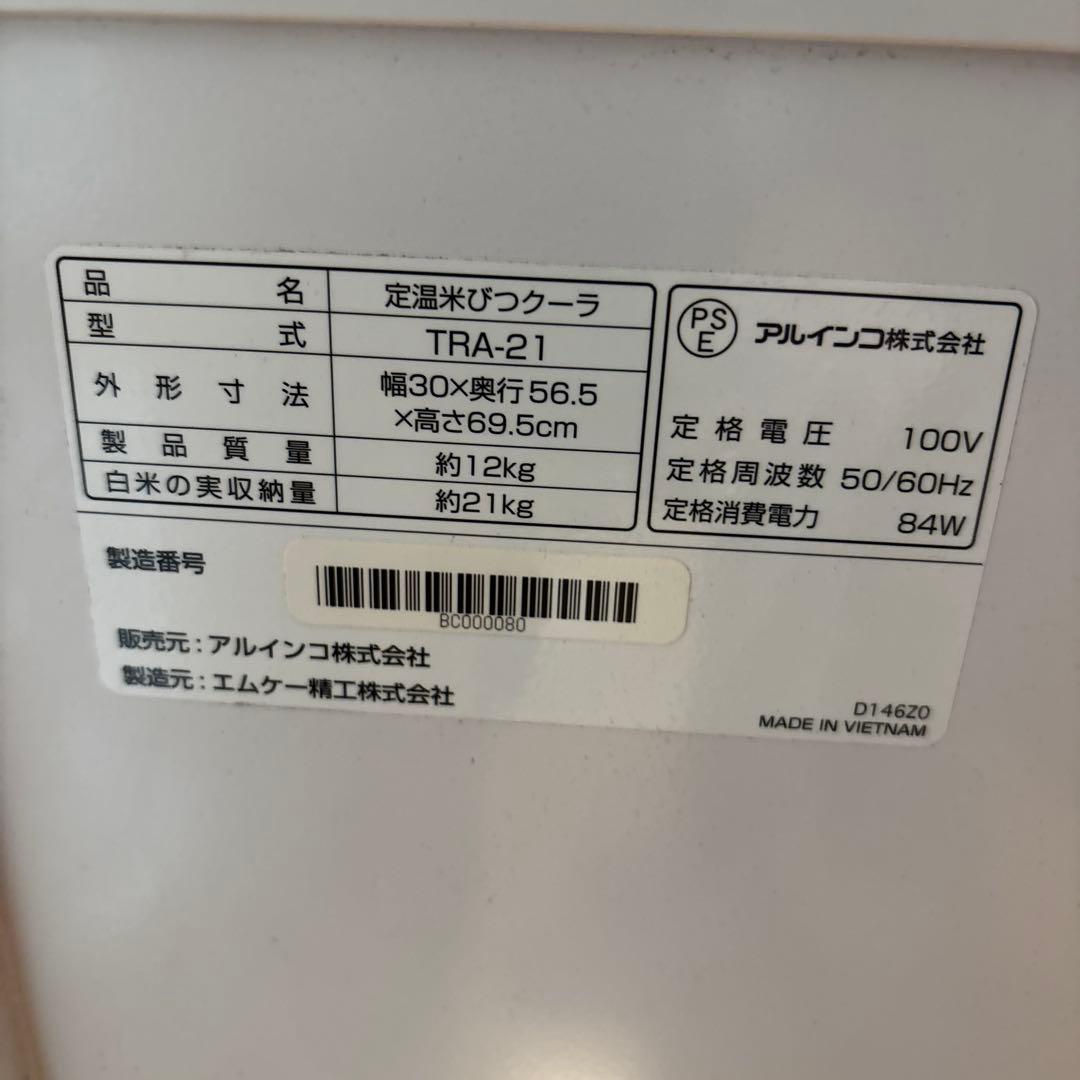 品名 定温米びつクーラ
型式 TRA-21
外形寸法 幅30×奥行56.5
×高さ69.5cm
製品質量 約12kg
白米の実収納量 約21kg
PSE アルインコ株式会社
定格電圧 100V
定格周波数 50/60Hz
定格消費電力 84W
製造番号
BC000080
販売元:アルインコ株式会社
製造元:エムケー精工株式会社
D146Z0
MADE IN VIETNAM